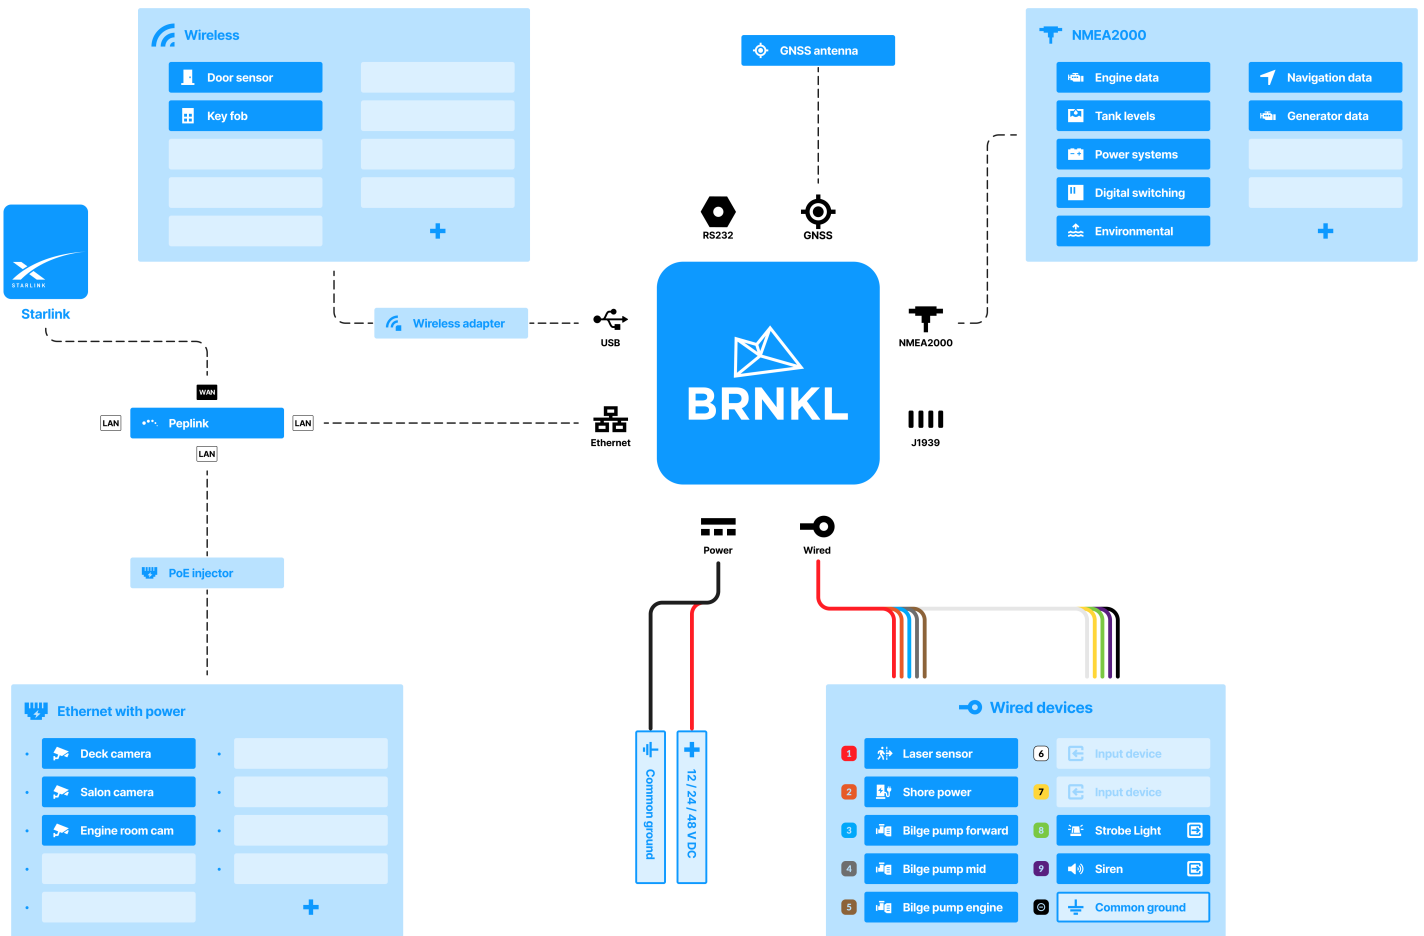 Wireless
Door sensor
Key fob
GNSS antenna
NMEA2000
Engine data
Navigation data
Tank levels
Generator data
Power systems
Digital switching
Environmental
STARLINK
Starlink
RS232
GNSS
Wireless adapter
USB
NMEA2000
WAN
LAN
Peplink
LAN
LAN
Ethernet
BRNKL
J1939
Power
Wired
PoE injector
Ethernet with power
Deck camera
Salon camera
Engine room cam
Common ground
12 / 24 / 48 V DC
Wired devices
1 Laser sensor
6 Input device
2 Shore power
7 Input device
3 Bilge pump forward
8 Strobe Light
4 Bilge pump mid
9 Siren
5 Bilge pump engine
Common ground